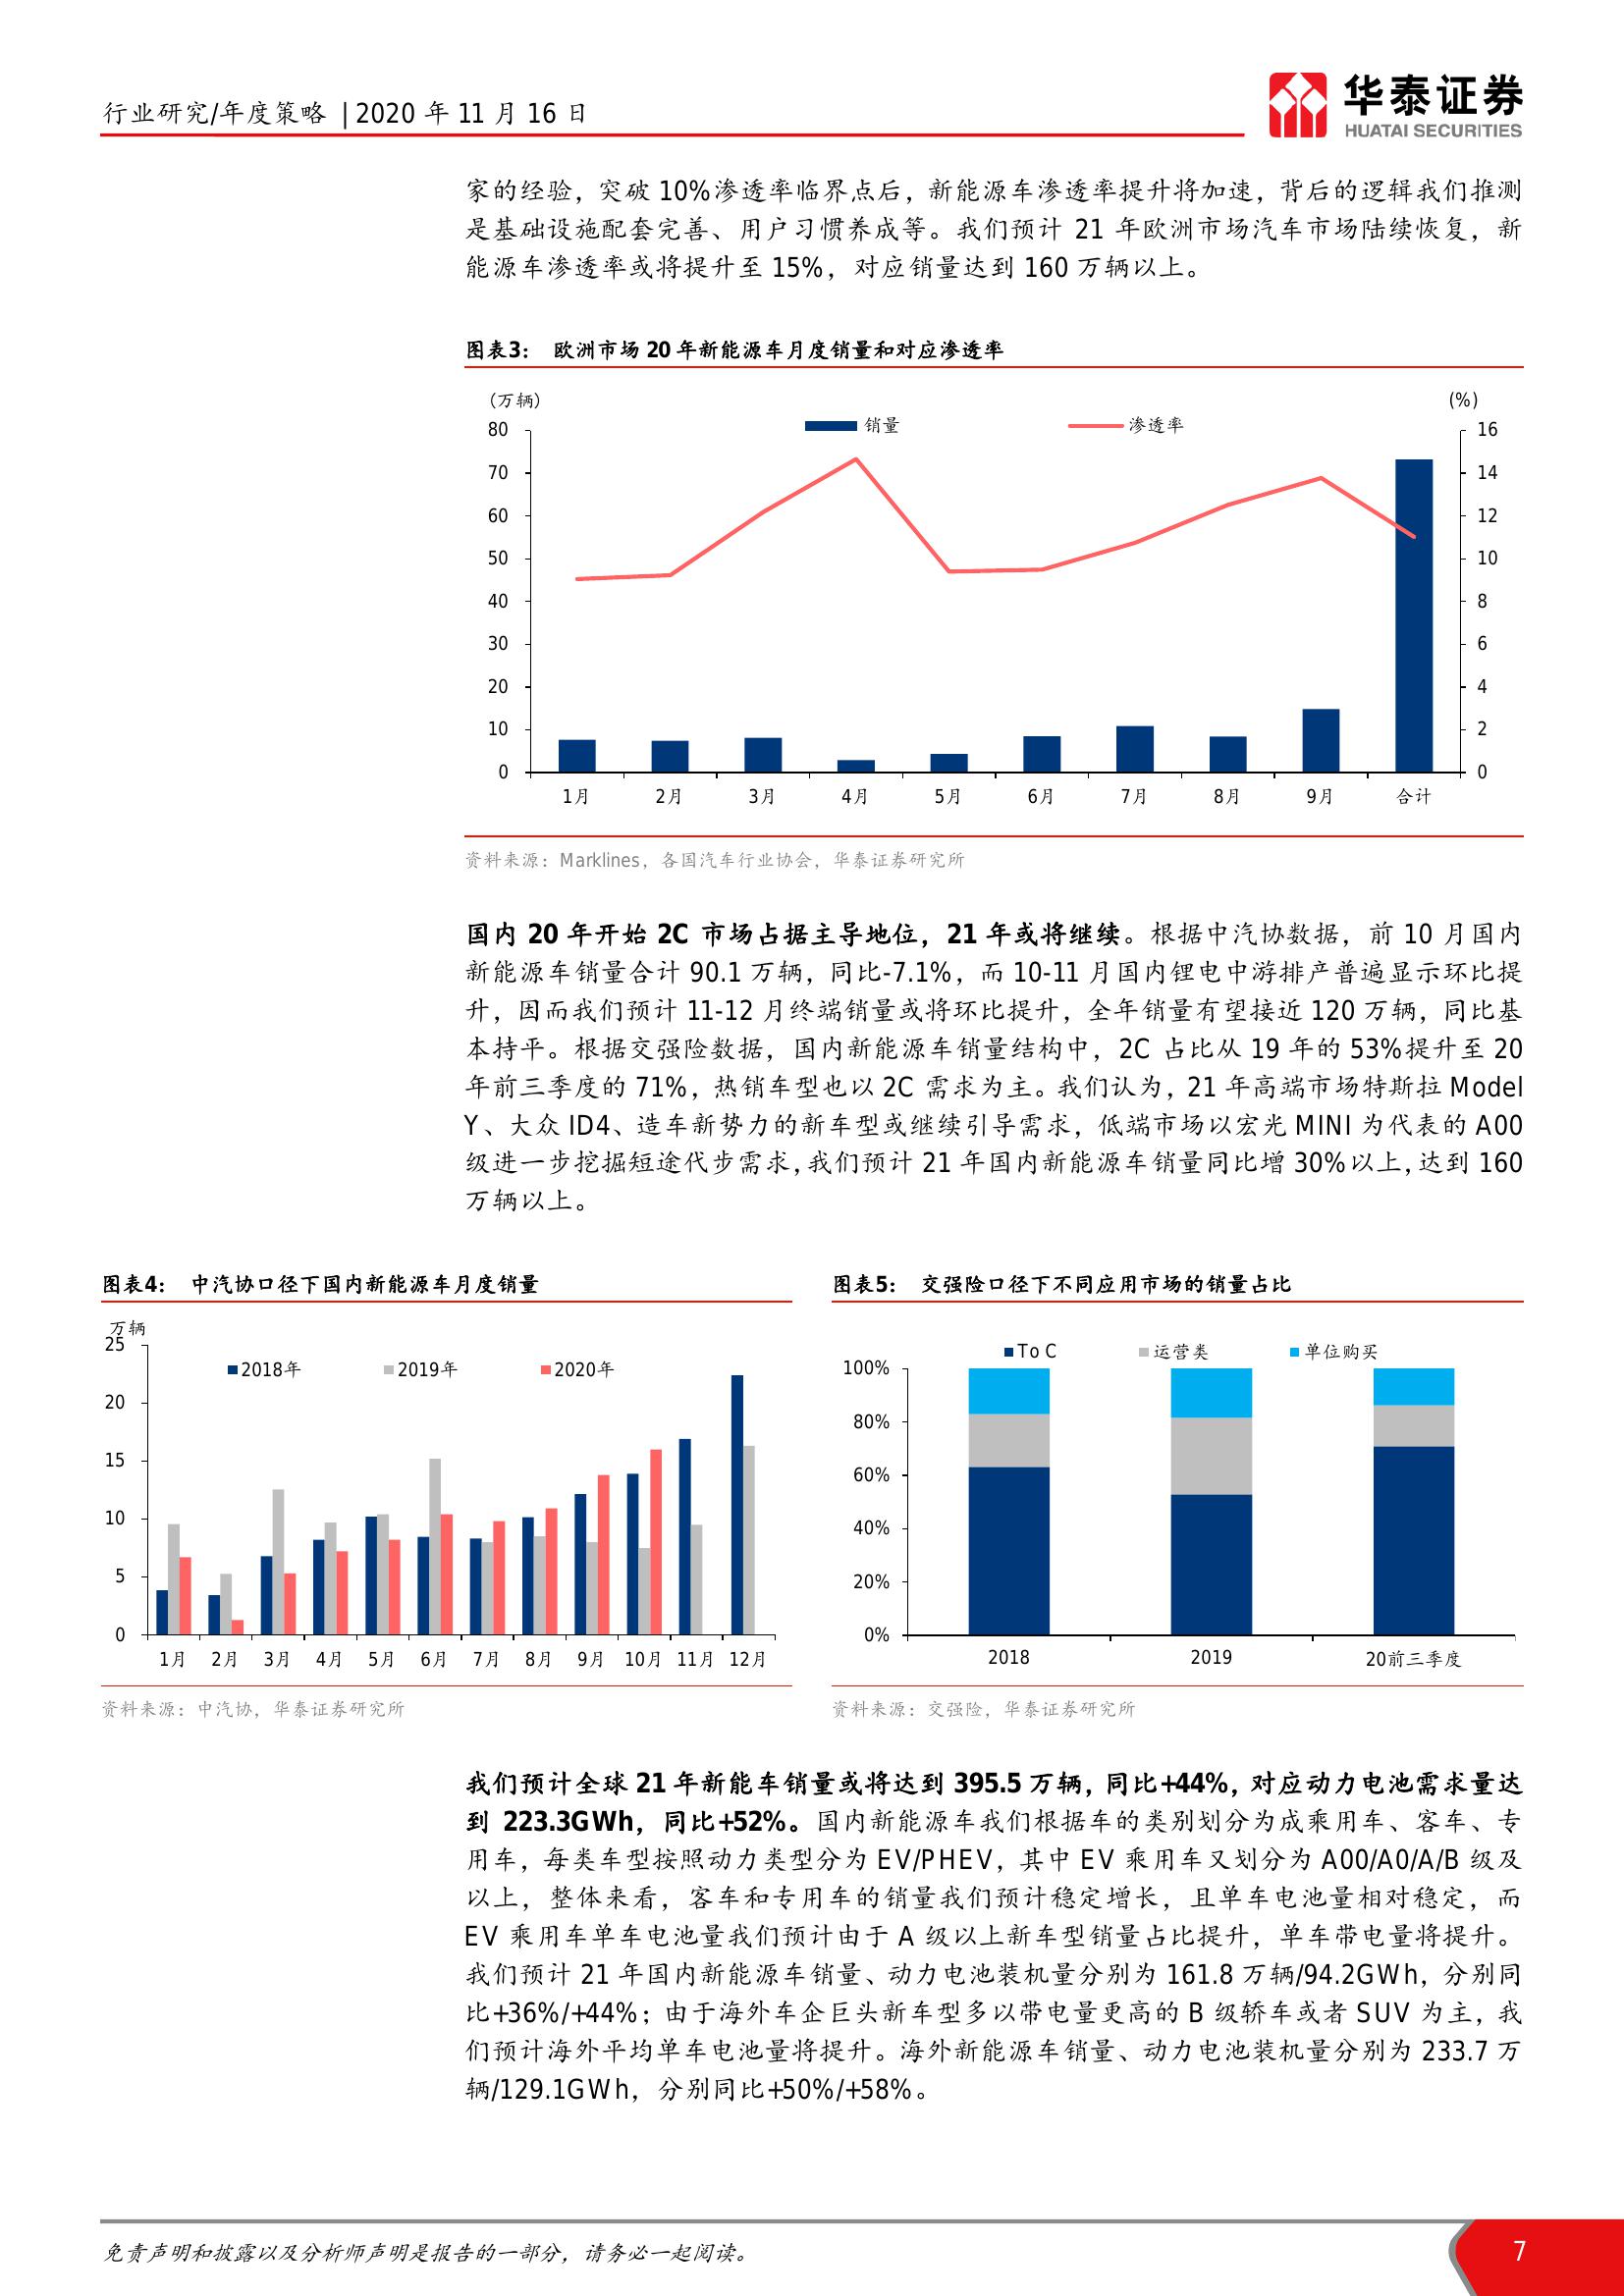 行业研究/年度策略 | 2020 年 11 月 16 日
华泰证券
HUATAI SECURITIES
家的经验，突破 10%渗透率临界点后，新能源车渗透率提升将加速，背后的逻辑我们推测
是基础设施配套完善、用户习惯养成等。我们预计 21 年欧洲市场汽车市场陆续恢复，新
能源车渗透率或将提升至 15%，对应销量达到 160 万辆以上。
图表3： 欧洲市场 20 年新能源车月度销量和对应渗透率
(万辆) (%)
销量 渗透率
80 16
70 14
60 12
50 10
40 8
30 6
20 4
10 2
0 0
1月 2月 3月 4月 5月 6月 7月 8月 9月 合计
资料来源：Marklines，各国汽车行业协会，华泰证券研究所
国内 20 年开始 2C 市场占据主导地位，21 年或将继续。根据中汽协数据，前 10 月国内
新能源车销量合计 90.1 万辆，同比-7.1%，而 10-11 月国内锂电中游排产普遍显示环比提
升，因而我们预计 11-12 月终端销量或将环比提升，全年销量有望接近 120 万辆，同比基
本持平。根据交强险数据，国内新能源车销量结构中，2C 占比从 19 年的 53%提升至 20
年前三季度的 71%，热销车型也以 2C 需求为主。我们认为，21 年高端市场特斯拉 Model
Y、大众 ID4、造车新势力的新车型或继续引导需求，低端市场以宏光 MINI 为代表的 A00
级进一步挖掘短途代步需求，我们预计 21 年国内新能源车销量同比增 30%以上，达到 160
万辆以上。
图表4： 中汽协口径下国内新能源车月度销量
万辆
2018年 2019年 2020年
25
20
15
10
5
0
1月 2月 3月 4月 5月 6月 7月 8月 9月 10月 11月 12月
资料来源：中汽协，华泰证券研究所
图表5： 交强险口径下不同应用市场的销量占比
To C 运营类 单位购买
100%
80%
60%
40%
20%
0%
2018 2019 20前三季度
资料来源：交强险，华泰证券研究所
我们预计全球 21 年新能车销量或将达到 395.5 万辆，同比+44%，对应动力电池需求量达
到 223.3GWh，同比+52%。国内新能源车我们根据车的类别划分为成乘用车、客车、专
用车，每类车型按照动力类型分为 EV/PHEV，其中 EV 乘用车又划分为 A00/A0/A/B 级及
以上，整体来看，客车和专用车的销量我们预计稳定增长，且单车电池量相对稳定，而
EV 乘用车单车电池量我们预计由于 A 级以上新车型销量占比提升，单车带电量将提升。
我们预计 21 年国内新能源车销量、动力电池装机量分别为 161.8 万辆/94.2GWh，分别同
比+36%/+44%；由于海外车企巨头新车型多以带电量更高的 B 级轿车或者 SUV 为主，我
们预计海外平均单车电池量将提升。海外新能源车销量、动力电池装机量分别为 233.7 万
辆/129.1GWh，分别同比+50%/+58%。
免责声明和披露以及分析师声明是报告的一部分，请务必一起阅读。
7